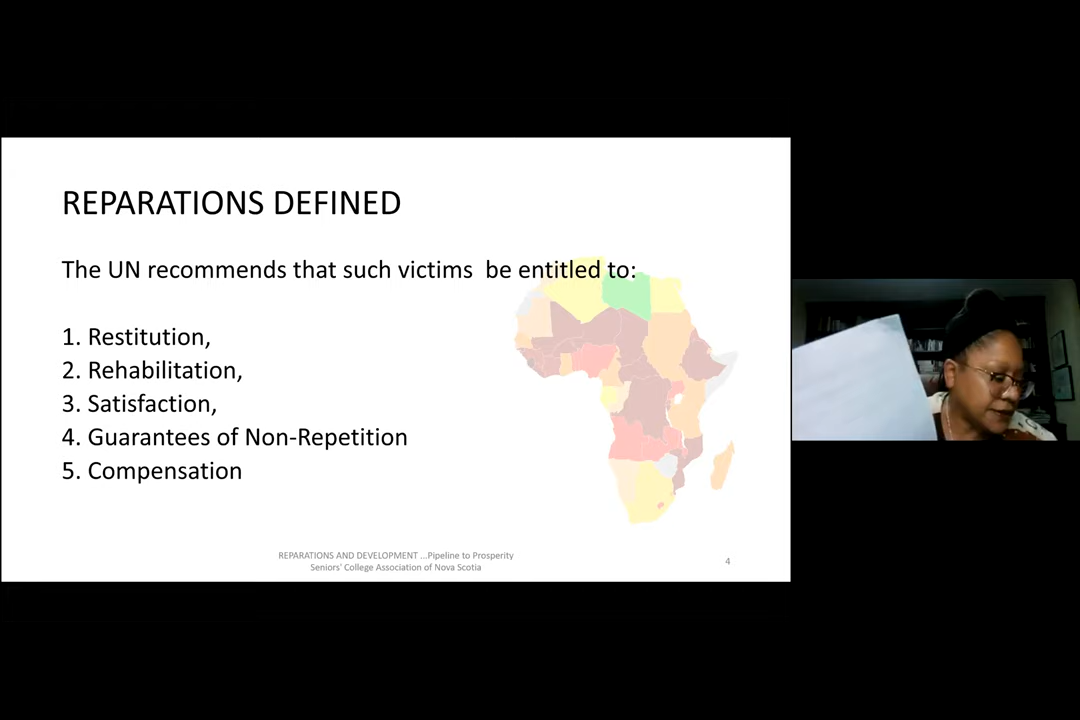 REPARATIONS DEFINED
The UN recommends that such victims  be entitled to:
1. Restitution,
2. Rehabilitation,
3. Satisfaction,
4. Guarantees of Non-Repetition
5. Compensation
REPARATIONS AND DEVELOPMENT ...Pipeline to Prosperity
Seniors' College Association of Nova Scotia
4